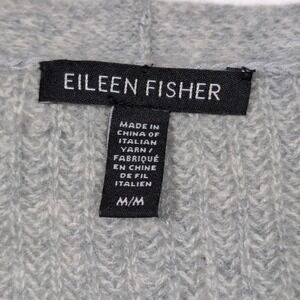 EILEEN FISHER
MADE IN
CHINA OF
ITALIAN
YARN/
FABRIQUÉ
EN CHINE
DE FIL
ITALIEN
M/M